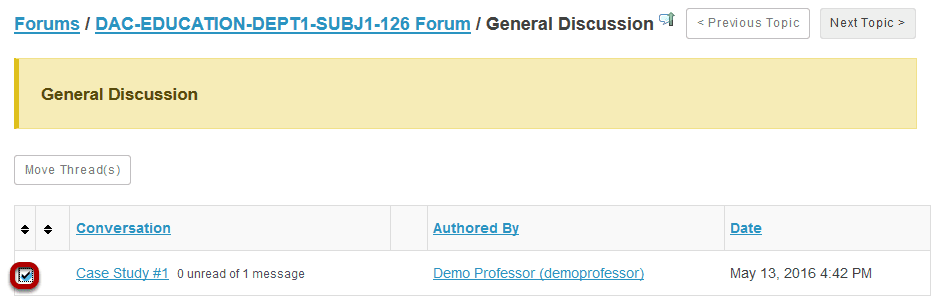 Forums / DAC-EDUCATION-DEPT1-SUBJ1-126 Forum / General Discussion < Previous Topic Next Topic >
General Discussion
Move Thread(s)
Conversation Authored By Date
Case Study #1 0 unread of 1 message Demo Professor (demoprofessor) May 13, 2016 4:42 PM